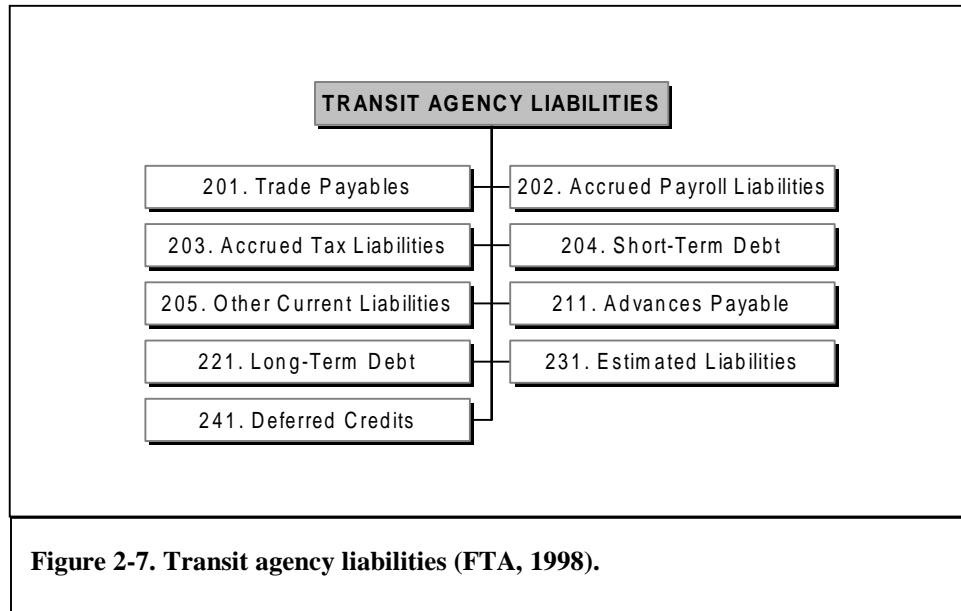 TRANSIT AGENCY LIABILITIES
201. Trade Payables
202. Accrued Payroll Liabilities
203. Accrued Tax Liabilities
204. Short-Term Debt
205. Other Current Liabilities
211. Advances Payable
221. Long-Term Debt
231. Estimated Liabilities
241. Deferred Credits
Figure 2-7. Transit agency liabilities (FTA, 1998).